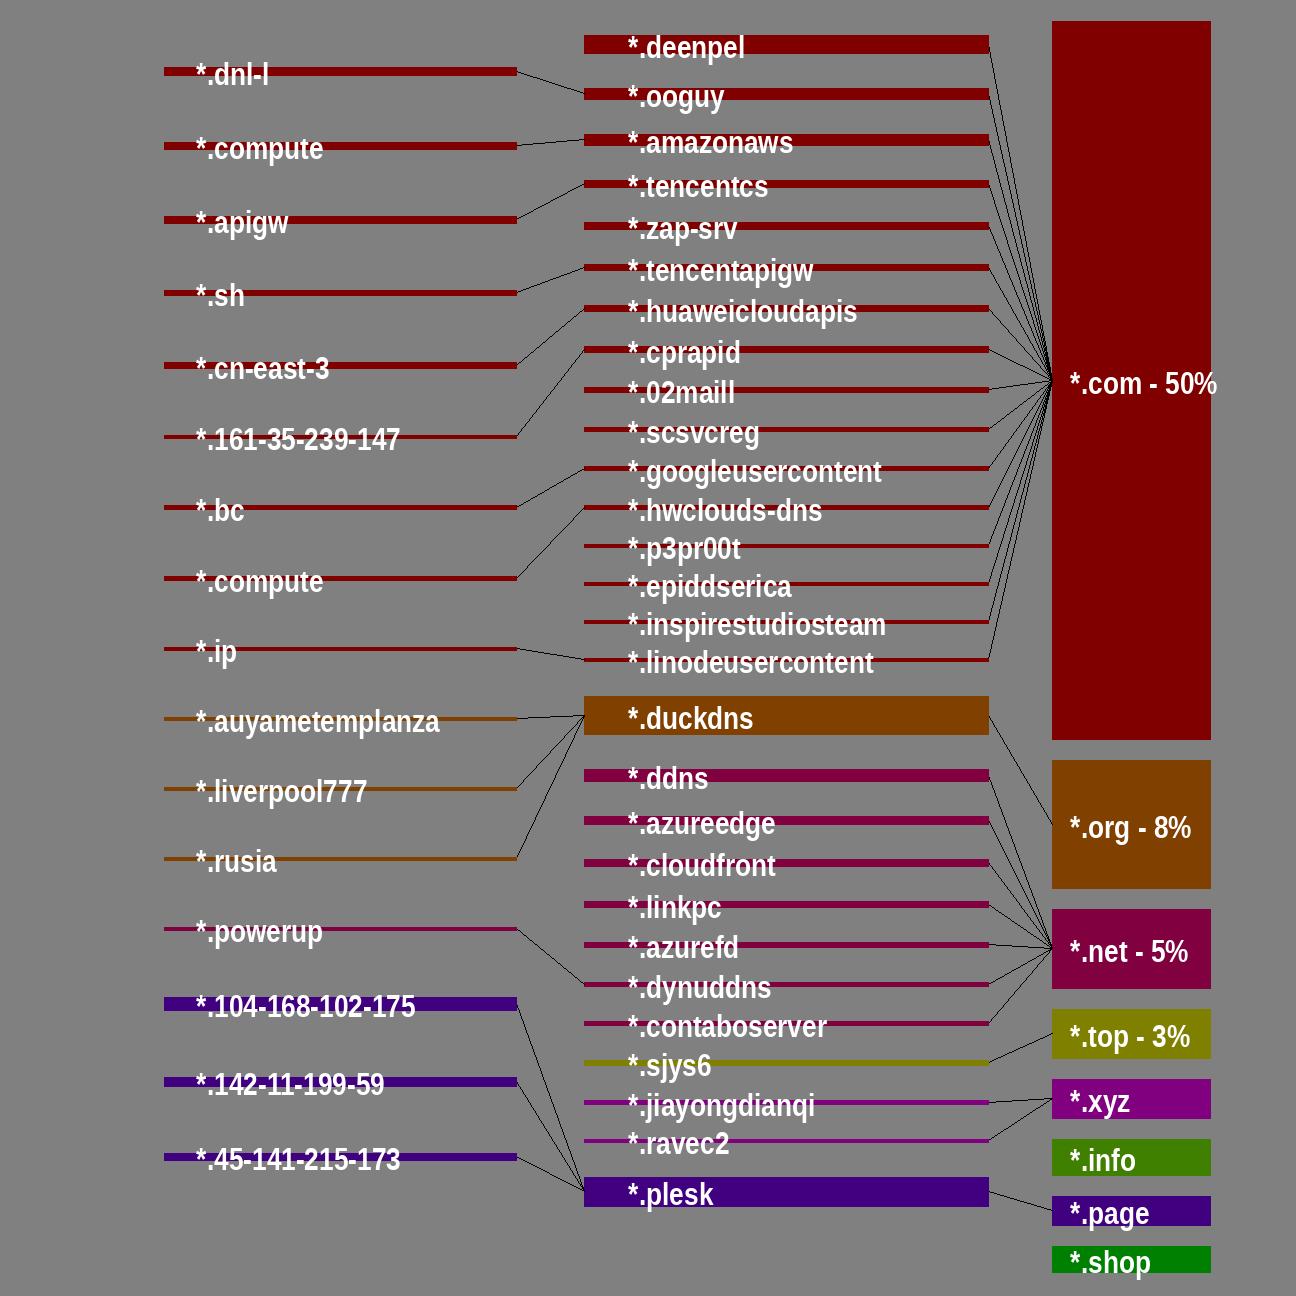 *.dnl-l
*.compute
*.apigw
*.sh
*.cn-east-3
*.161-35-239-147
*.bc
*.compute
*.ip
*.auyametemplanza
*.liverpool777
*.rusia
*.powerup
*.104-168-102-175
*.142-11-199-59
*.45-141-215-173
*.deenpel
*.ooguy
*.amazonaws
*.tencentcs
*.zap-srv
*.tencentapigw
*.huaweicloudapis
*.cprapid
*.02maill
*.scsvcreg
*.googleusercontent
*.hwclouds-dns
*.p3pr00t
*.epiddserica
*.inspirestudiosteam
*.linodeusercontent
*.duckdns
*.ddns
*.azureedge
*.cloudfront
*.linkpc
*.azurefd
*.dynuddns
*.contaboserver
*.sjys6
*.jiayongdianqi
*.ravec2
*.plesk
*.com - 50%
*.org - 8%
*.net - 5%
*.top - 3%
*.xyz
*.info
*.page
*.shop